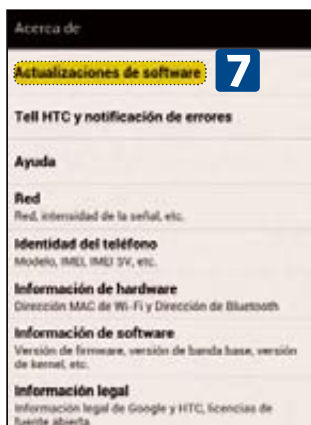 Acerca de
Actualizaciones de software
7
Tell HTC y notificación de errores
Ayuda
Red
Red, intensidad de la señal, etc.
Identidad del teléfono
Modelo, IMEI, IMEI SV, etc.
Información de hardware
Dirección MAC de Wi-Fi y Dirección de Bluetooth
Información de software
Versión de firmware, versión de banda base, versión
de kernel, etc.
Información legal
Información legal de Google y HTC, licencias de
fuente abierta